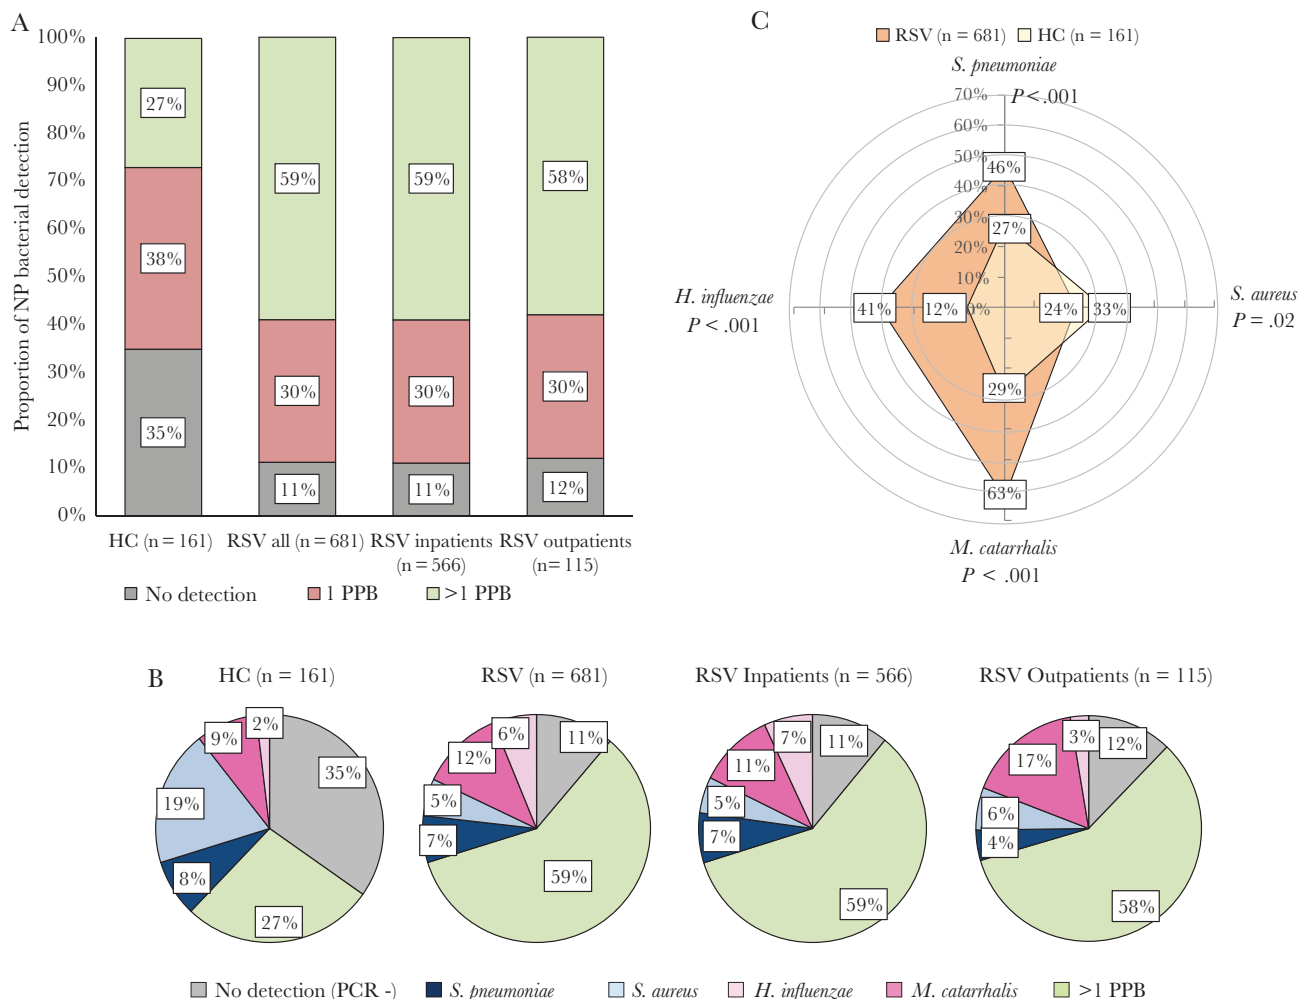 A
100%
90%
80%
70%
60%
50%
40%
30%
20%
10%
0%
Proportion of NP bacterial detection
27%
38%
35%
59%
30%
11%
59%
30%
11%
58%
30%
12%
HC (n = 161)
RSV all (n = 681)
RSV inpatients
(n = 566)
RSV outpatients
(n = 115)
No detection
1 PPB
>1 PPB
C
RSV (n = 681)
HC (n = 161)
S. pneumoniae
P < .001
70%
60%
50%
40%
30%
20%
10%
0%
46%
27%
H. influenzae
P < .001
41%
12%
24%
33%
S. aureus
P = .02
29%
63%
M. catarrhalis
P < .001
B
HC (n = 161)
2%
9%
35%
19%
8%
27%
RSV (n = 681)
6%
11%
12%
5%
7%
59%
RSV Inpatients (n = 566)
7%
11%
11%
5%
7%
59%
RSV Outpatients (n = 115)
3%
12%
17%
6%
4%
58%
No detection (PCR -)
S. pneumoniae
S. aureus
H. influenzae
M. catarrhalis
>1 PPB